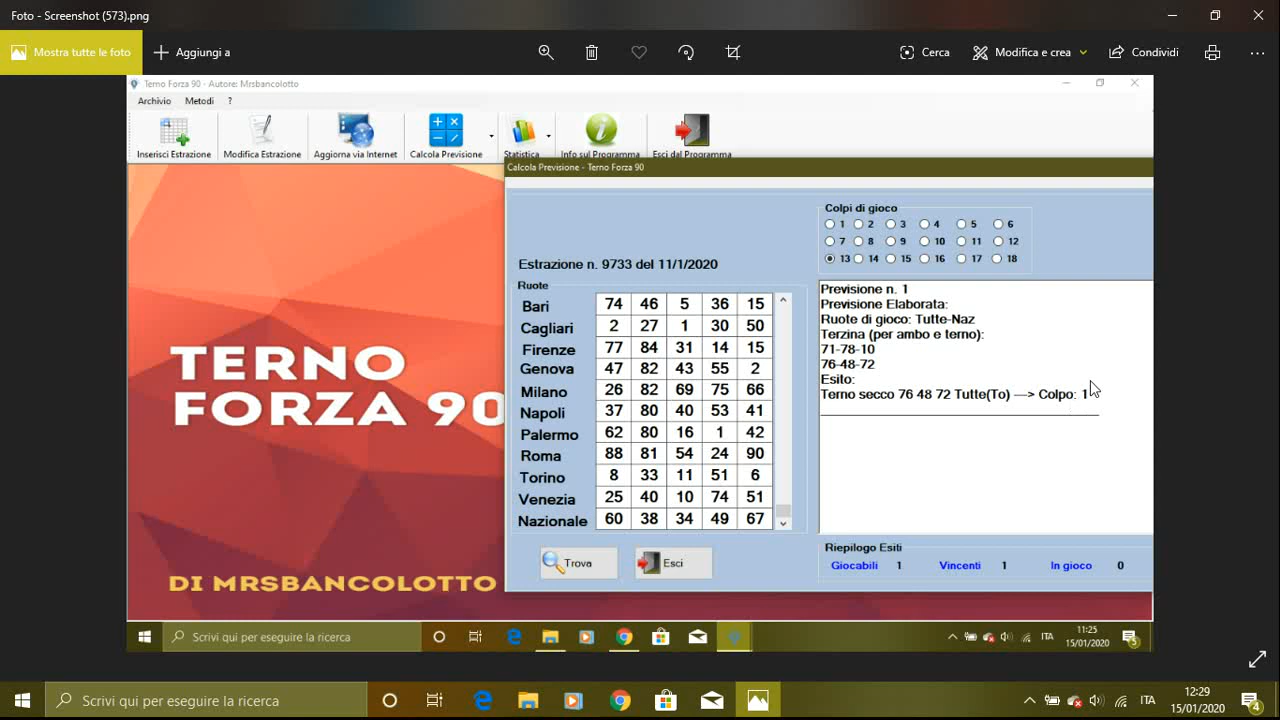 Foto - Screenshot (573).png
Mostra tutte le foto
Aggiungi a
Cerca
Modifica e crea
Condividi
Terno Forza 90 - Autore: Mrsbancolotto
Archivio Metodi ?
Inserisci Estrazione
Modifica Estrazione
Aggiorna via Internet
Calcola Previsione
Statistica
Info sul Programma
Esci dal Programma
Calcola Previsione - Terno Forza 90
TERNO
FORZA 90
DI MRSBANCOLOTTO
Estrazione n. 9733 del 11/1/2020
Ruote
Bari 74 46 5 36 15
Cagliari 2 27 1 30 50
Firenze 77 84 31 14 15
Genova 47 82 43 55 2
Milano 26 82 69 75 66
Napoli 37 80 40 53 41
Palermo 62 80 16 1 42
Roma 88 81 54 24 90
Torino 8 33 11 51 6
Venezia 25 40 10 74 51
Nazionale 60 38 34 49 67
Trova
Esci
Colpi di gioco
1 2 3 4 5 6
7 8 9 10 11 12
13 14 15 16 17 18
Previsione n. 1
Previsione Elaborata:
Ruote di gioco: Tutte-Naz
Terzina (per ambo e terno):
71-78-10
76-48-72
Esito:
Terno secco 76 48 72 Tutte(To) ---> Colpo: 1
Riepilogo Esiti
Giocabili 1 Vincenti 1 In gioco 0
Scrivi qui per eseguire la ricerca
ITA
11:25
15/01/2020
5
Scrivi qui per eseguire la ricerca
ITA
12:29
15/01/2020
4